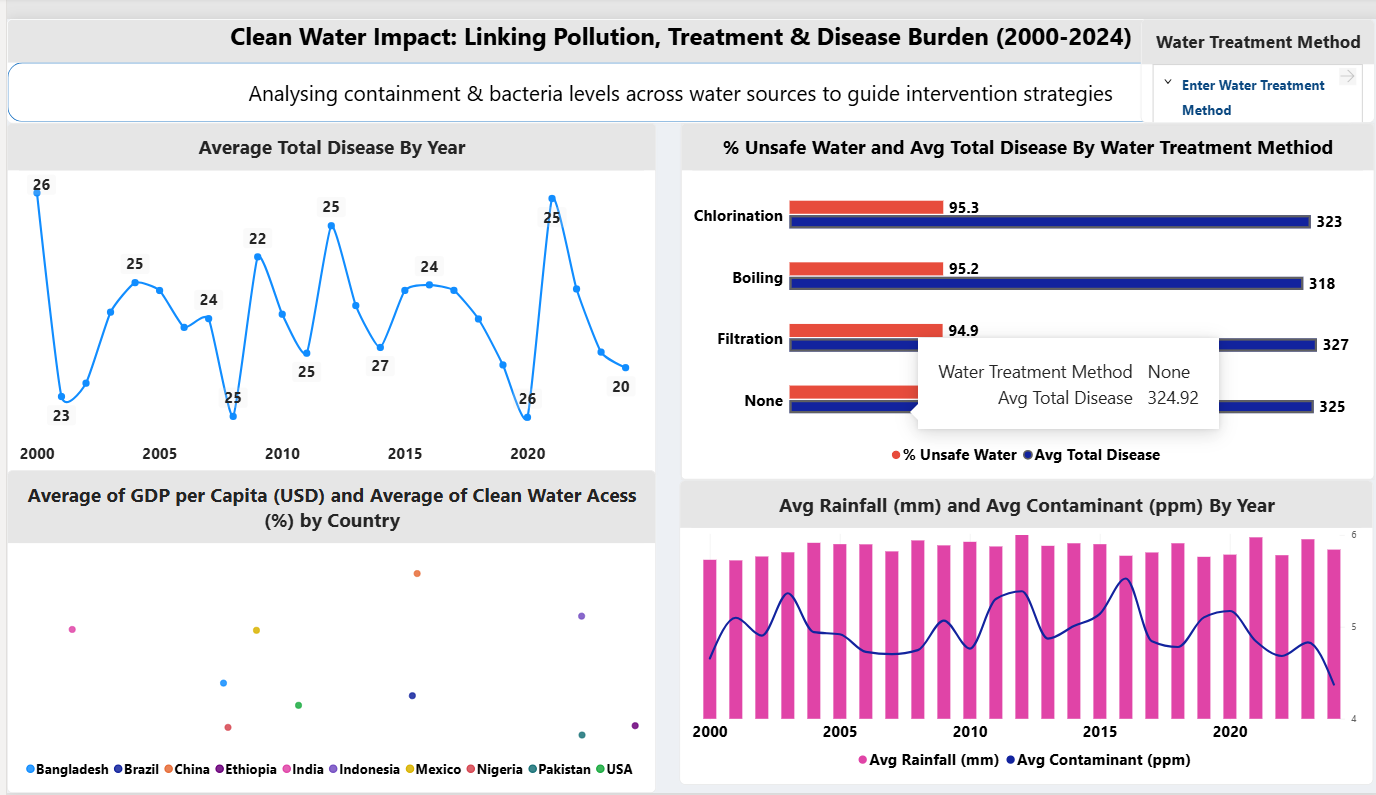 Clean Water Impact: Linking Pollution, Treatment & Disease Burden (2000-2024)
Analysing containment & bacteria levels across water sources to guide intervention strategies
Water Treatment Method
Enter Water Treatment
Method
Average Total Disease By Year
26
23
25
24
25
22
25
25
27
24
26
25
20
2000
2005
2010
2015
2020
% Unsafe Water and Avg Total Disease By Water Treatment Methiod
Chlorination
95.3
323
Boiling
95.2
318
Filtration
94.9
327
None
325
Water Treatment Method None
Avg Total Disease 324.92
% Unsafe Water
Avg Total Disease
Average of GDP per Capita (USD) and Average of Clean Water Acess
(%) by Country
Bangladesh
Brazil
China
Ethiopia
India
Indonesia
Mexico
Nigeria
Pakistan
USA
Avg Rainfall (mm) and Avg Contaminant (ppm) By Year
6
5
4
2000
2005
2010
2015
2020
Avg Rainfall (mm)
Avg Contaminant (ppm)